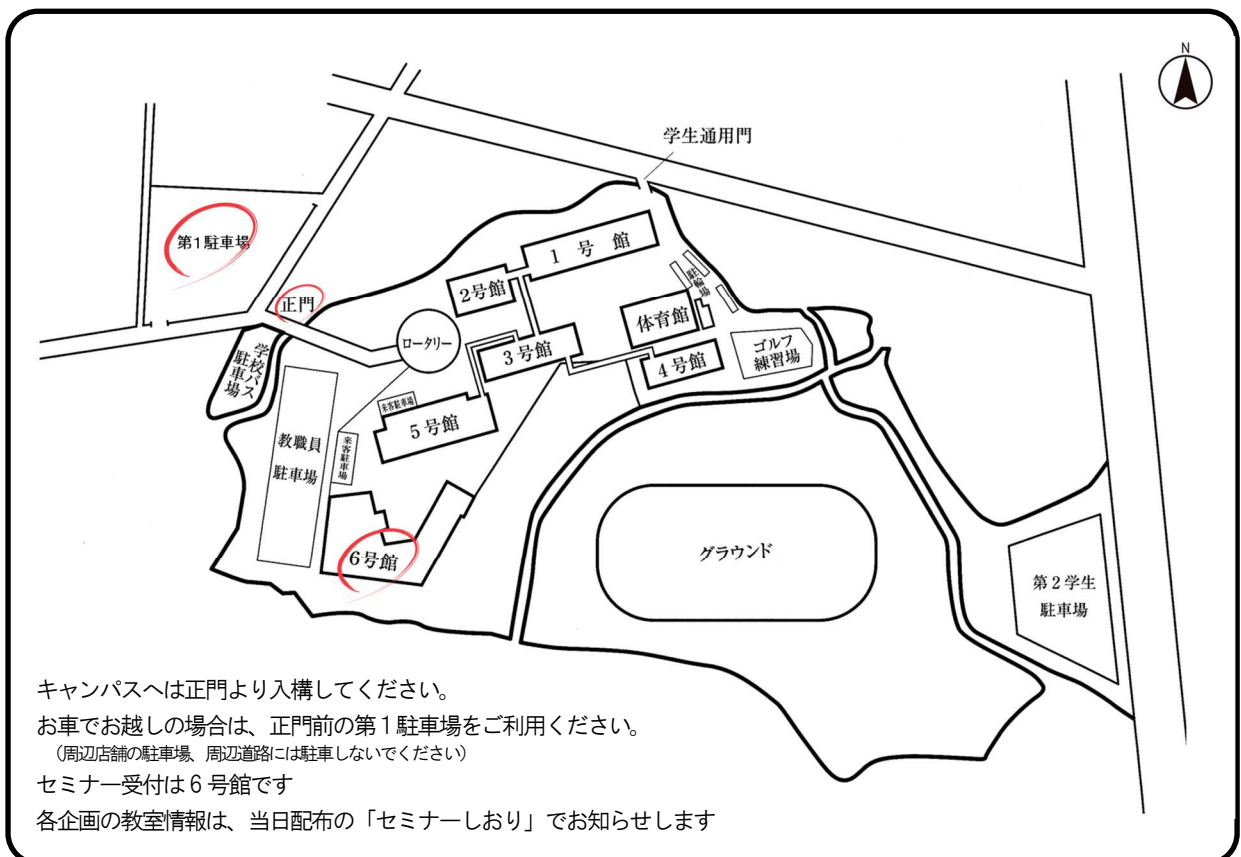 N
学生通用門
第1駐車場
1 号 館
2号館
駐輪場
正門
体育館
ロータリー
3号館
ゴルフ
練習場
4号館
学校バス
駐車場
来客駐車場
5号館
教職員
駐車場
来客駐車場
グラウンド
6号館
第2学生
駐車場
キャンパスへは正門より入構してください。
お車でお越しの場合は、正門前の第1駐車場をご利用ください。
（周辺店舗の駐車場、周辺道路には駐車しないでください）
セミナー受付は6号館です
各企画の教室情報は、当日配布の「セミナーしおり」でお知らせします